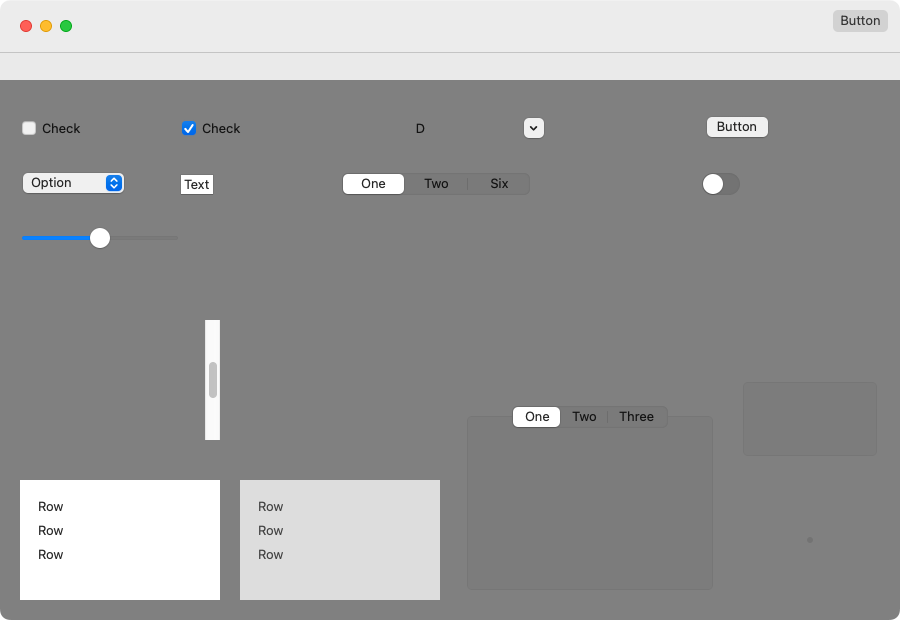 Button
Check
Check
D
Button
Option
Text
One
Two
Six
One
Two
Three
Row
Row
Row
Row
Row
Row